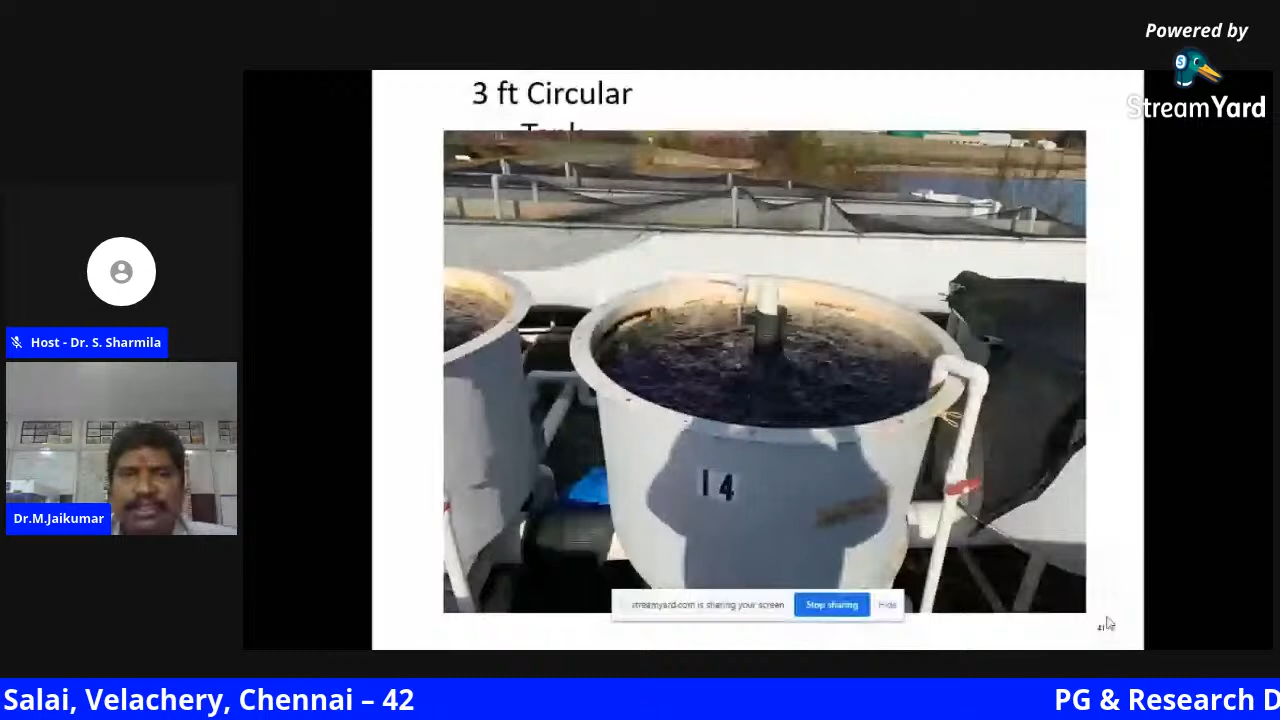 Powered by
StreamYard
3 ft Circular
Tank
14
Host - Dr. S. Sharmila
Dr.M.Jaikumar
streamyard.com is sharing your screen
Stop sharing
Hide
Salai, Velachery, Chennai – 42
PG & Research D